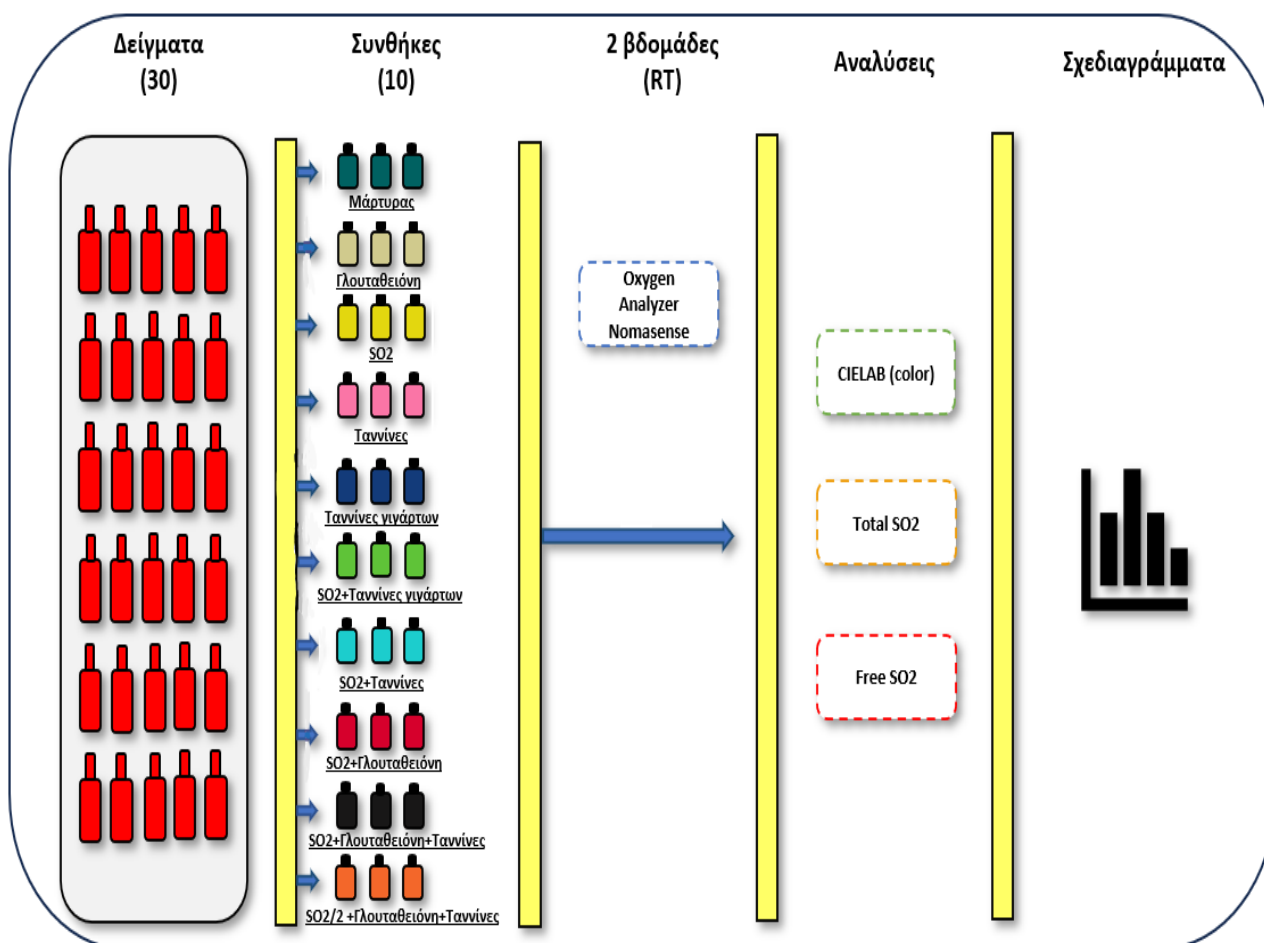 Δείγματα
(30)
Συνθήκες
(10)
2 βδομάδες
(RT)
Αναλύσεις
Σχεδιαγράμματα
Μάρτυρας
Γλουταθειόνη
SO2
Ταννίνες
Ταννίνες γιγάρτων
SO2+Ταννίνες γιγάρτων
SO2+Ταννίνες
SO2+Γλουταθειόνη
SO2+Γλουταθειόνη+Ταννίνες
SO2/2 +Γλουταθειόνη+Ταννίνες
Oxygen
Analyzer
Nomasense
CIELAB (color)
Total SO2
Free SO2